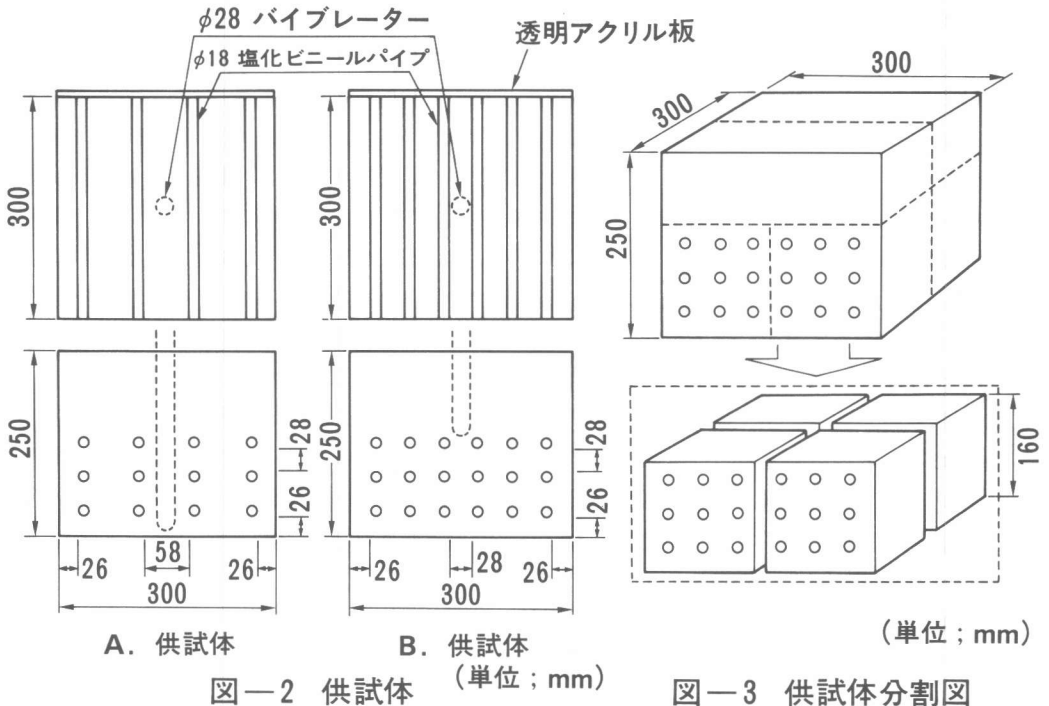 φ28 バイブレーター
φ18 塩化ビニールパイプ
透明アクリル板
300
300
250
250
28
26
26
58
26
300
28
26
26
28
26
300
A. 供試体
B. 供試体
(単位；mm)
図－2 供試体
300
300
250
160
(単位；mm)
図－3 供試体分割図